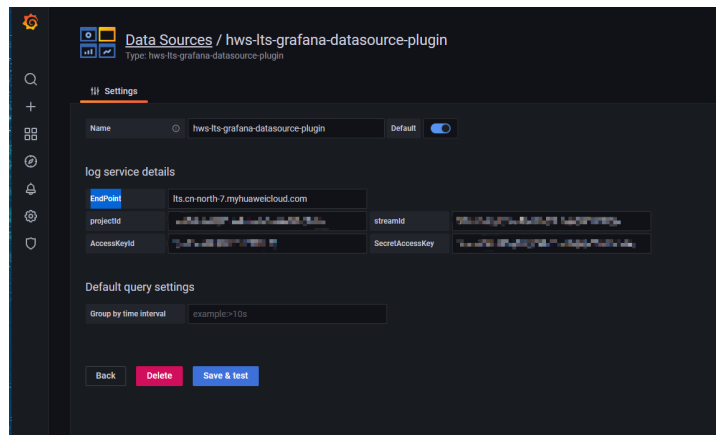 Data Sources / hws-lts-grafana-datasource-plugin
Type: hws-lts-grafana-datasource-plugin
Settings
Name hws-lts-grafana-datasource-plugin Default
log service details
EndPoint lts.cn-north-7.myhuaweicloud.com
projectId streamId
AccessKeyId SecretAccessKey
Default query settings
Group by time interval example:>10s
Back Delete Save & test